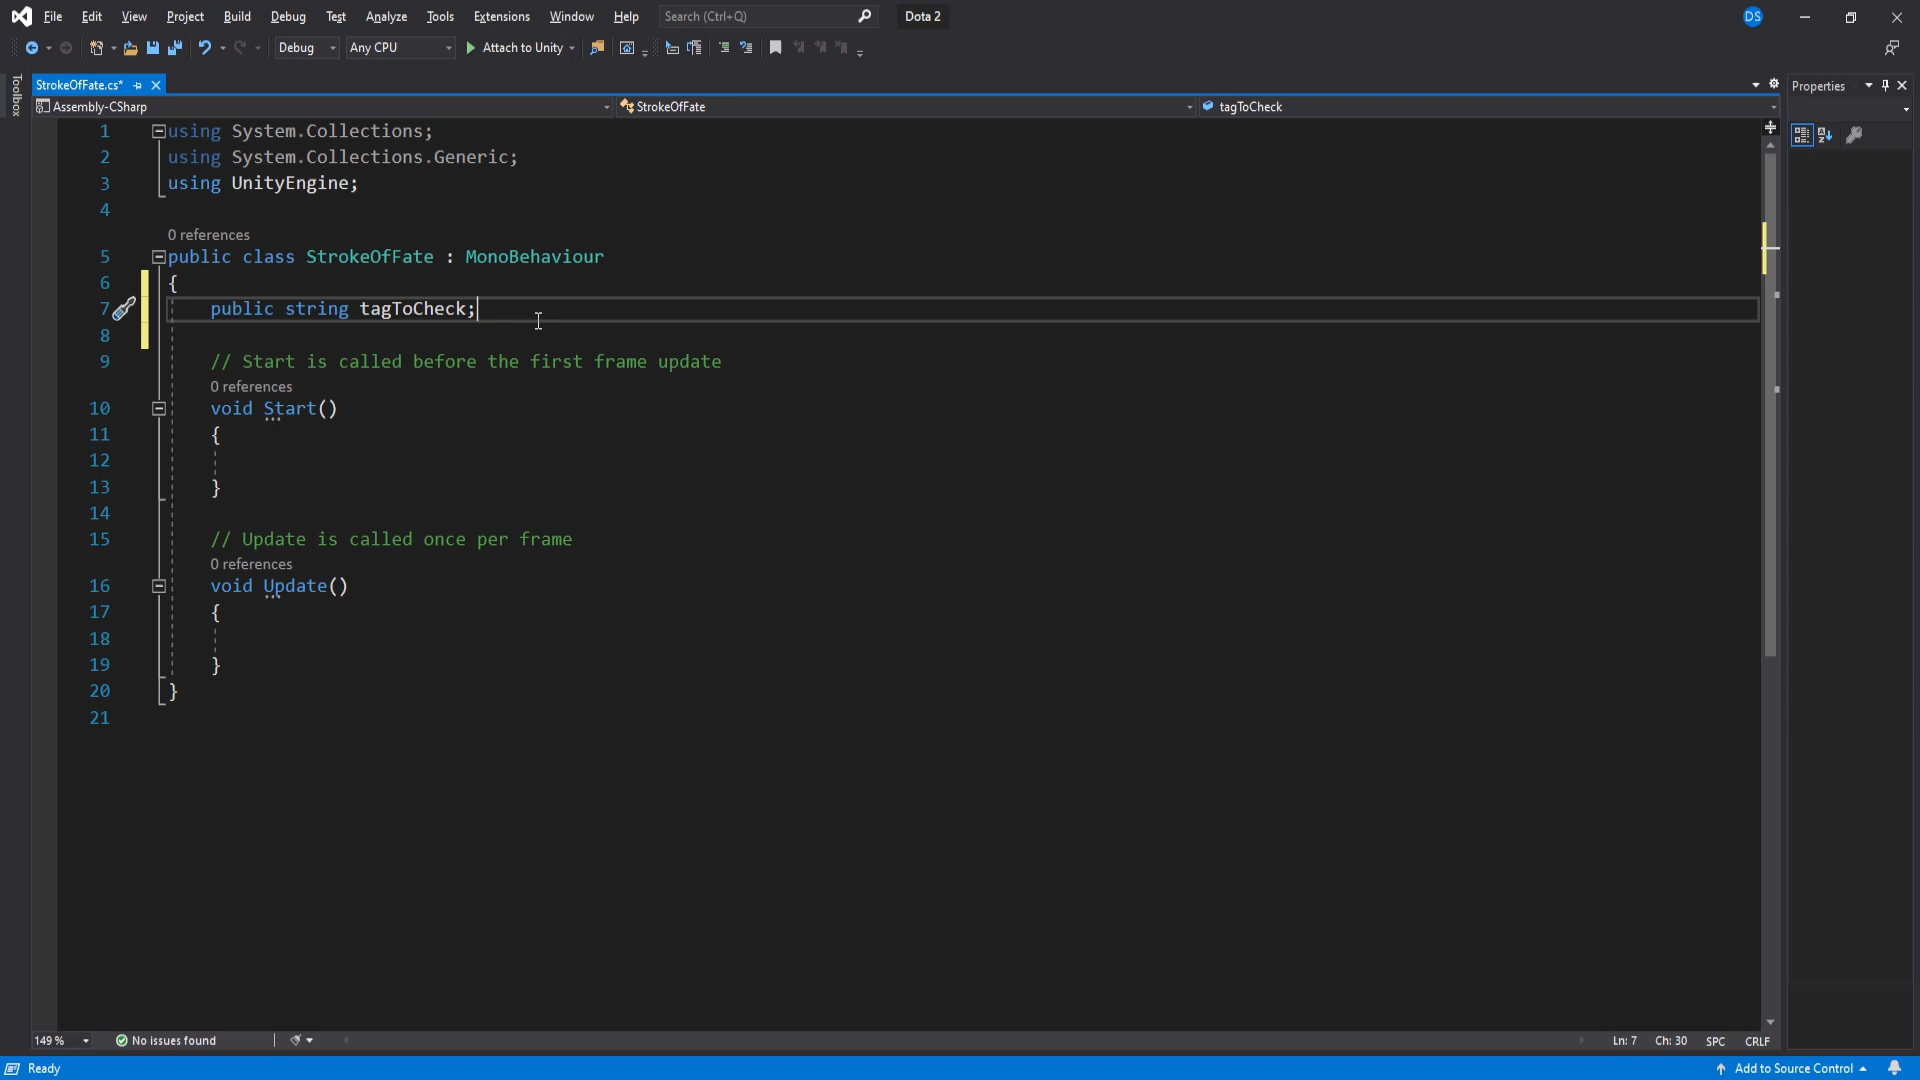 File Edit View Project Build Debug Test Analyze Tools Extensions Window Help Search (Ctrl+Q) Dota 2 DS
Debug Any CPU Attach to Unity
Toolbox
StrokeOfFate.cs*
Properties
Assembly-CSharp StrokeOfFate tagToCheck
1 using System.Collections;
2 using System.Collections.Generic;
3 using UnityEngine;
4
0 references
5 public class StrokeOfFate : MonoBehaviour
6 {
7 public string tagToCheck;
8
9 // Start is called before the first frame update
0 references
10 void Start()
11 {
12
13 }
14
15 // Update is called once per frame
0 references
16 void Update()
17 {
18
19 }
20 }
21
149 % No issues found Ln: 7 Ch: 30 SPC CRLF
Ready Add to Source Control